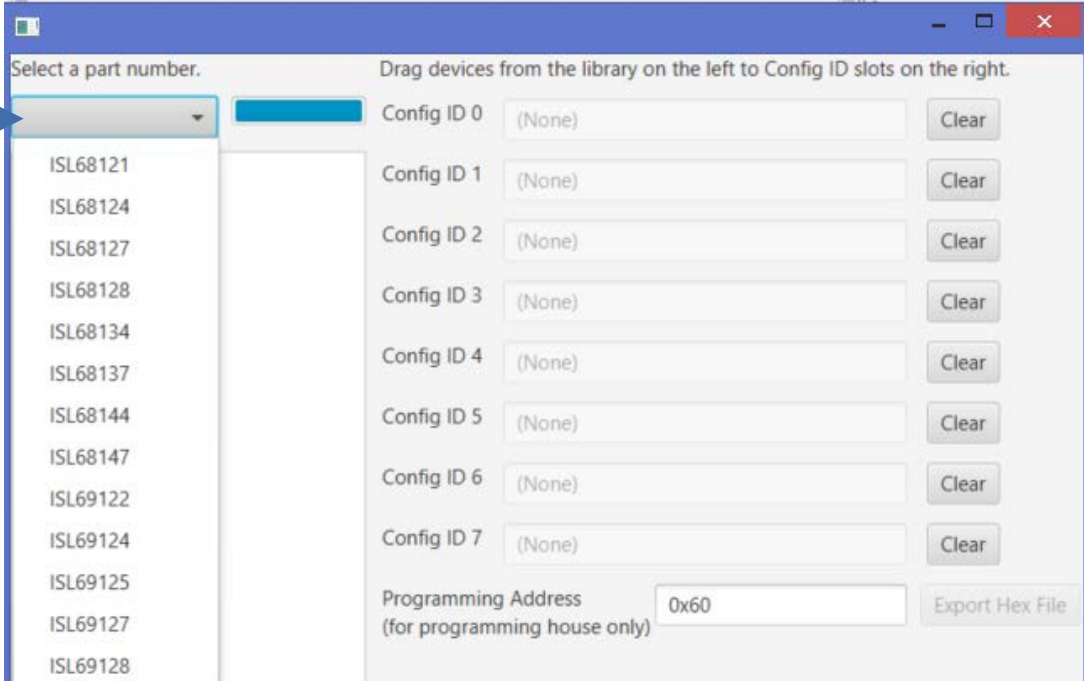 Select a part number.
Drag devices from the library on the left to Config ID slots on the right.
ISL68121
ISL68124
ISL68127
ISL68128
ISL68134
ISL68137
ISL68144
ISL68147
ISL69122
ISL69124
ISL69125
ISL69127
ISL69128
Config ID 0 (None) Clear
Config ID 1 (None) Clear
Config ID 2 (None) Clear
Config ID 3 (None) Clear
Config ID 4 (None) Clear
Config ID 5 (None) Clear
Config ID 6 (None) Clear
Config ID 7 (None) Clear
Programming Address
(for programming house only)
0x60
Export Hex File